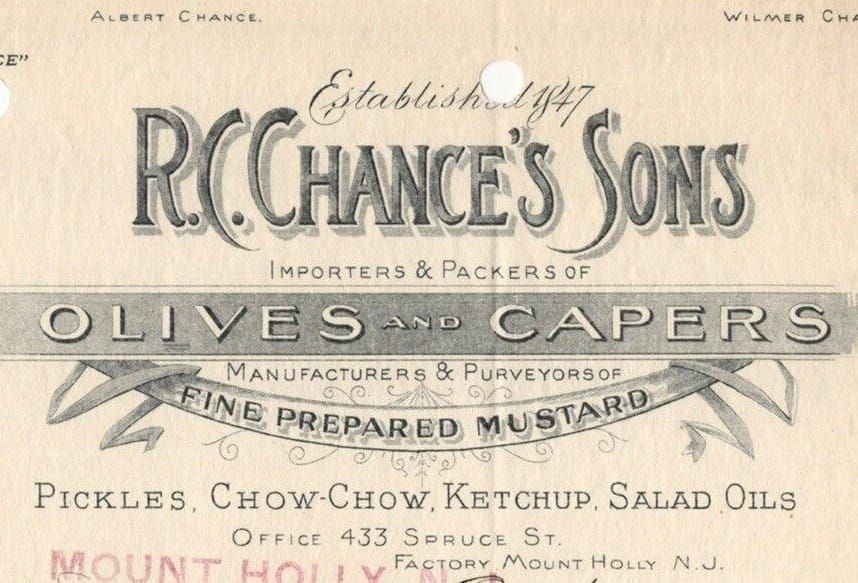 ALBERT CHANCE. WILMER CHA
CE"
Established 1847
R.C. CHANCE'S SONS
IMPORTERS & PACKERS OF
OLIVES AND CAPERS
MANUFACTURERS & PURVEYORS OF
FINE PREPARED MUSTARD
PICKLES, CHOW-CHOW, KETCHUP, SALAD OILS
OFFICE 433 SPRUCE ST.
FACTORY MOUNT HOLLY N.J.
MOUNT HOLLY, N.